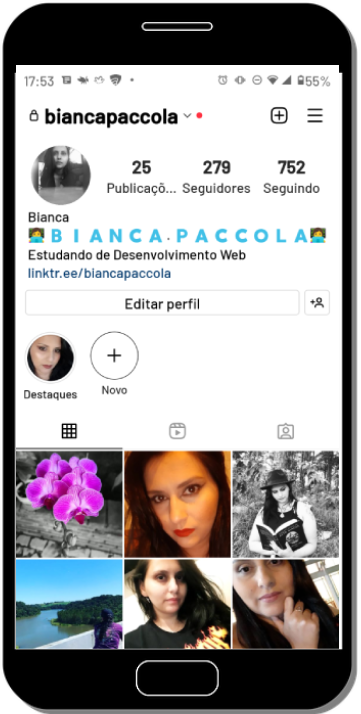 17:53 55%
biancapaccola
25 279 752
Publicaçõ... Seguidores Seguindo
Bianca
👩‍💻 B I A N C A . P A C C O L A 👩‍💻
Estudando de Desenvolvimento Web
linktr.ee/biancapaccola
Editar perfil
Destaques Novo